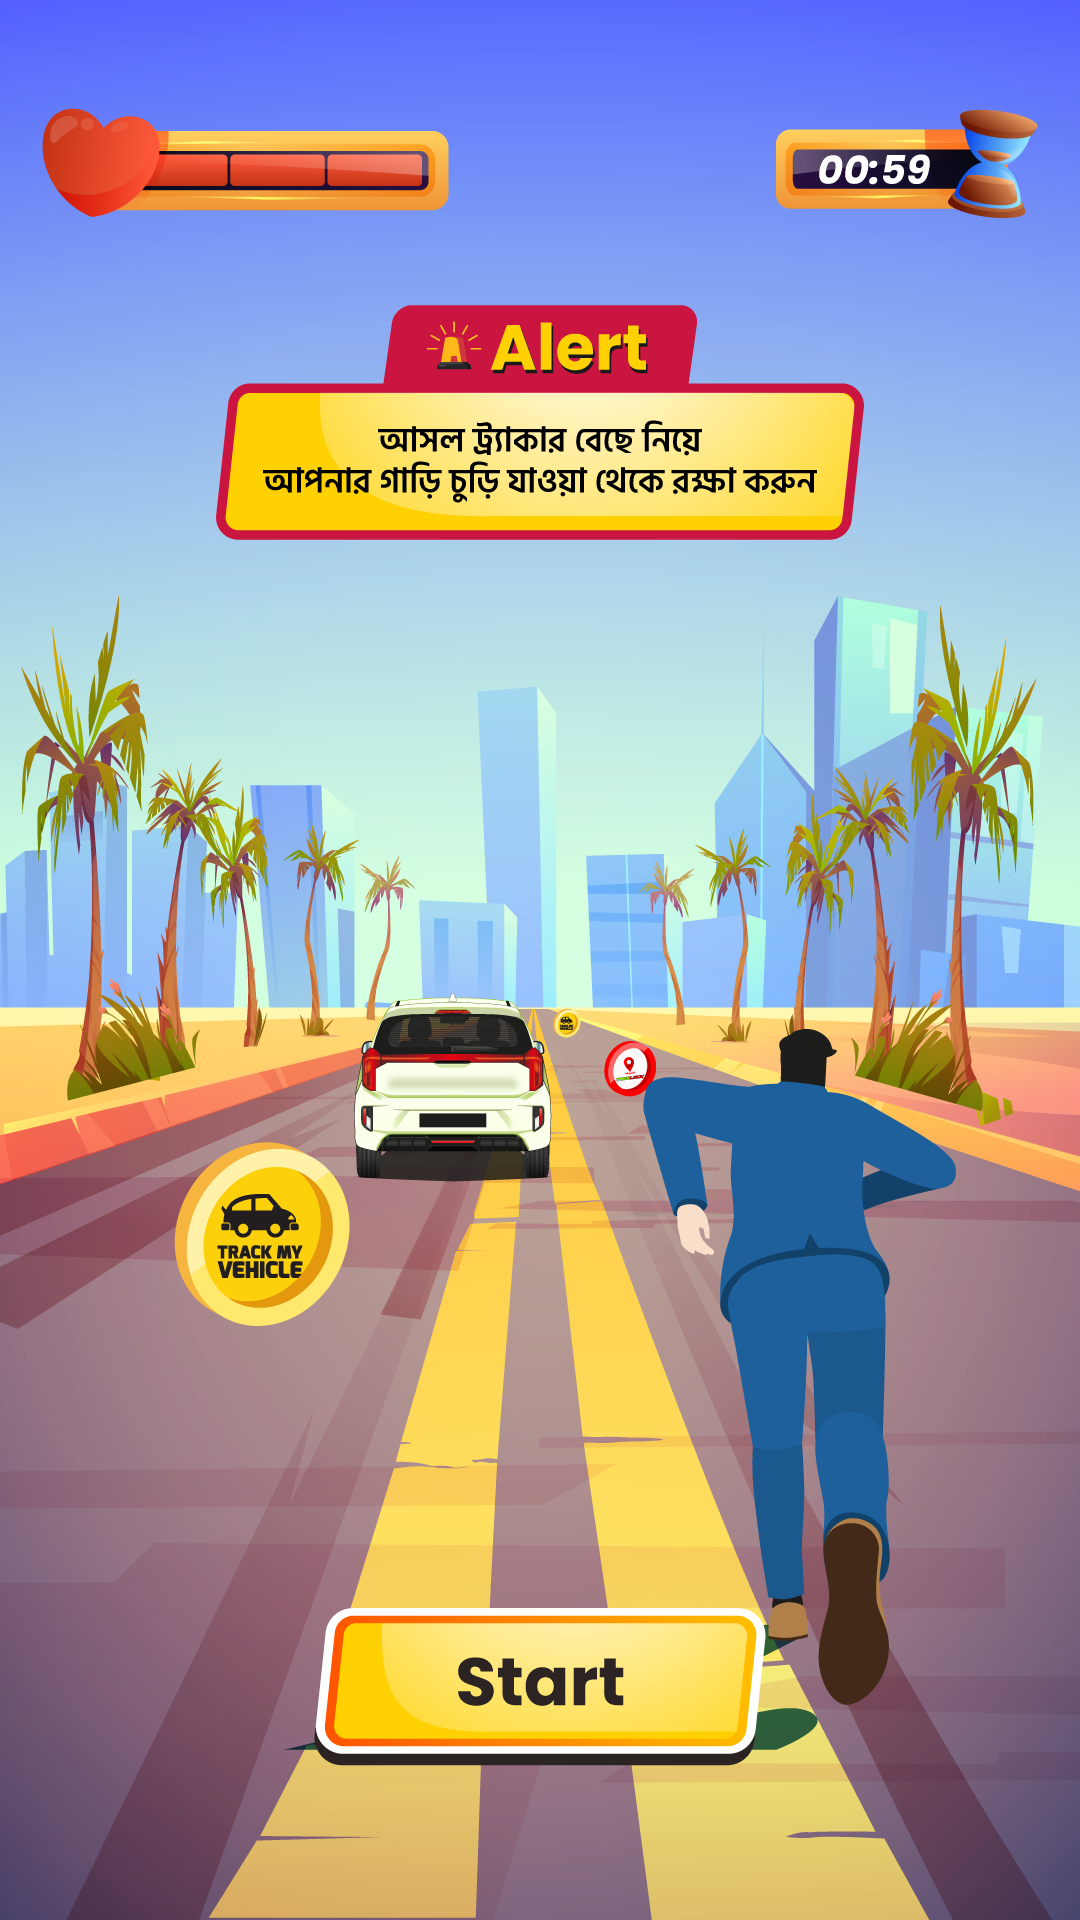 00:59
Alert
আসল ট্র্যাকার বেছে নিয়ে
আপনার গাড়ি চুড়ি যাওয়া থেকে রক্ষা করুন
TRACK MY
VEHICLE
Start